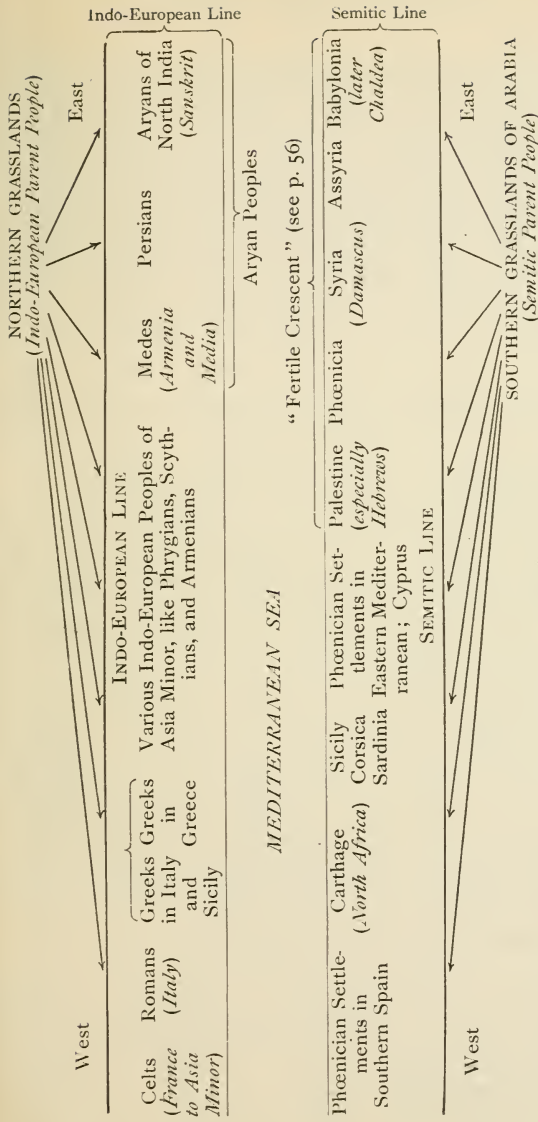 NORTHERN GRASSLANDS
(Indo-European Parent People)
West
East
Indo-European Line
INDO-EUROPEAN LINE
Celts
(France
to Asia
Minor)
Romans
(Italy)
Greeks
in Italy
and
Sicily
Greeks
in
Greece
Various Indo-European Peoples of
Asia Minor, like Phrygians, Scyth-
ians, and Armenians
Medes
(Armenia
and
Media)
Persians
Aryans of
North India
(Sanskrit)
Aryan Peoples
MEDITERRANEAN SEA
"Fertile Crescent" (see p. 56)
Semitic Line
Phœnician Settle-
ments in
Southern Spain
Carthage
(North Africa)
Sicily
Corsica
Sardinia
Phœnician Set-
tlements in
Eastern Mediter-
ranean; Cyprus
Palestine
(especially
Hebrews)
Phœnicia
Syria
(Damascus)
Assyria
Babylonia
(later
Chaldea)
SEMITIC LINE
West
East
SOUTHERN GRASSLANDS OF ARABIA
(Semitic Parent People)